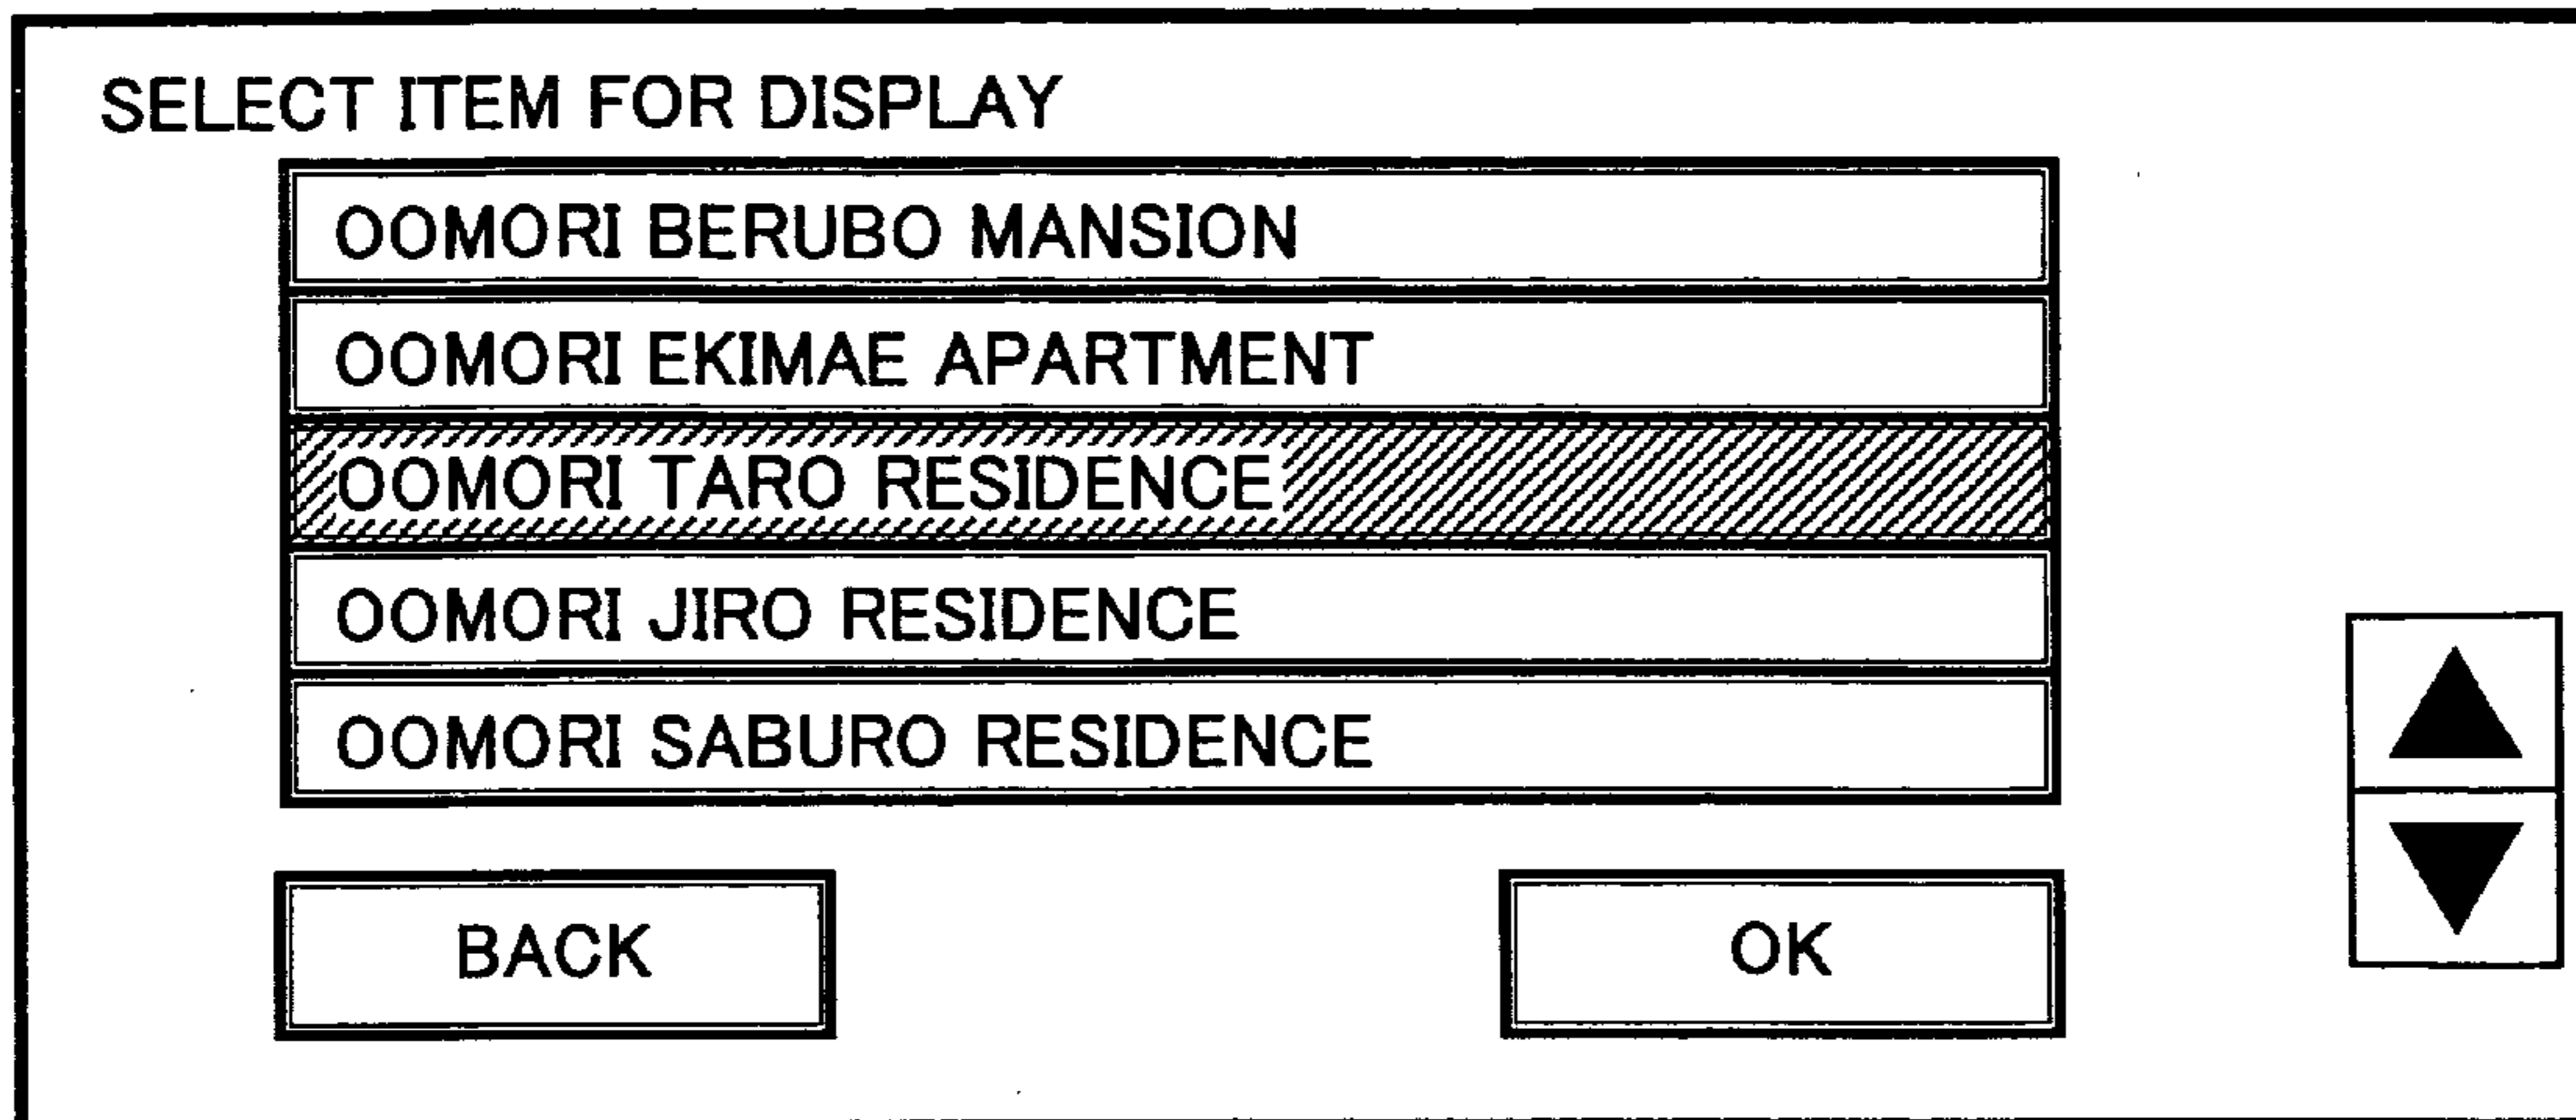 SELECT ITEM FOR DISPLAY
OOMORI BERUBO MANSION
OOMORI EKIMAE APARTMENT
OOMORI TARO RESIDENCE
OOMORI JIRO RESIDENCE
OOMORI SABURO RESIDENCE
BACK
OK